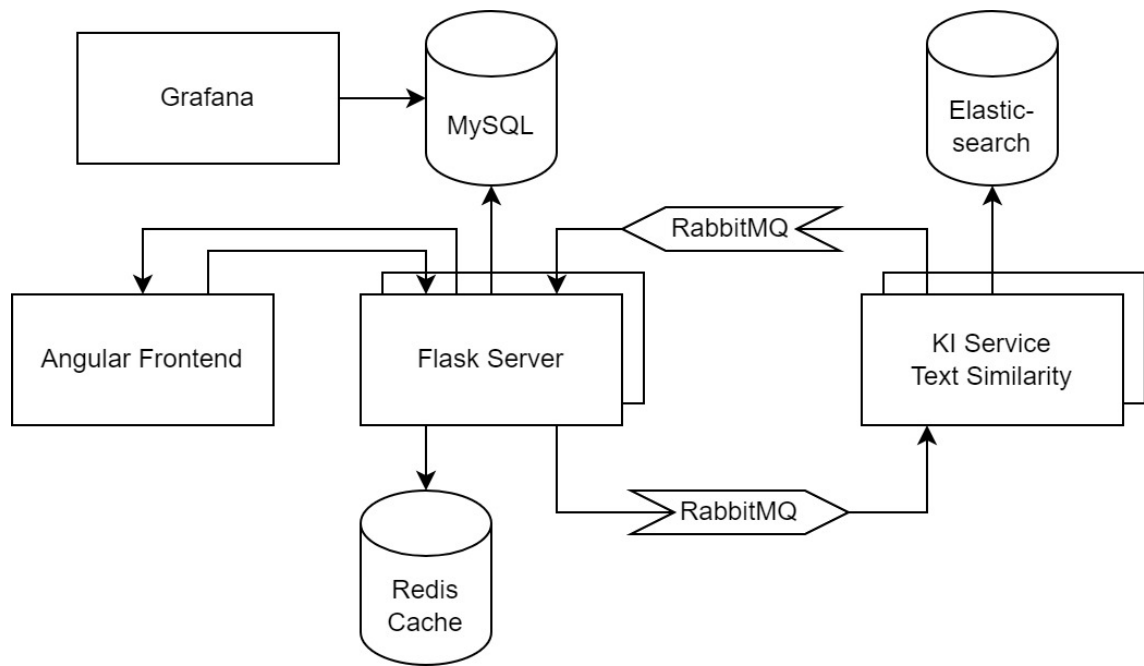 Grafana
MySQL
Elastic-
search
RabbitMQ
Angular Frontend
Flask Server
KI Service
Text Similarity
RabbitMQ
Redis
Cache